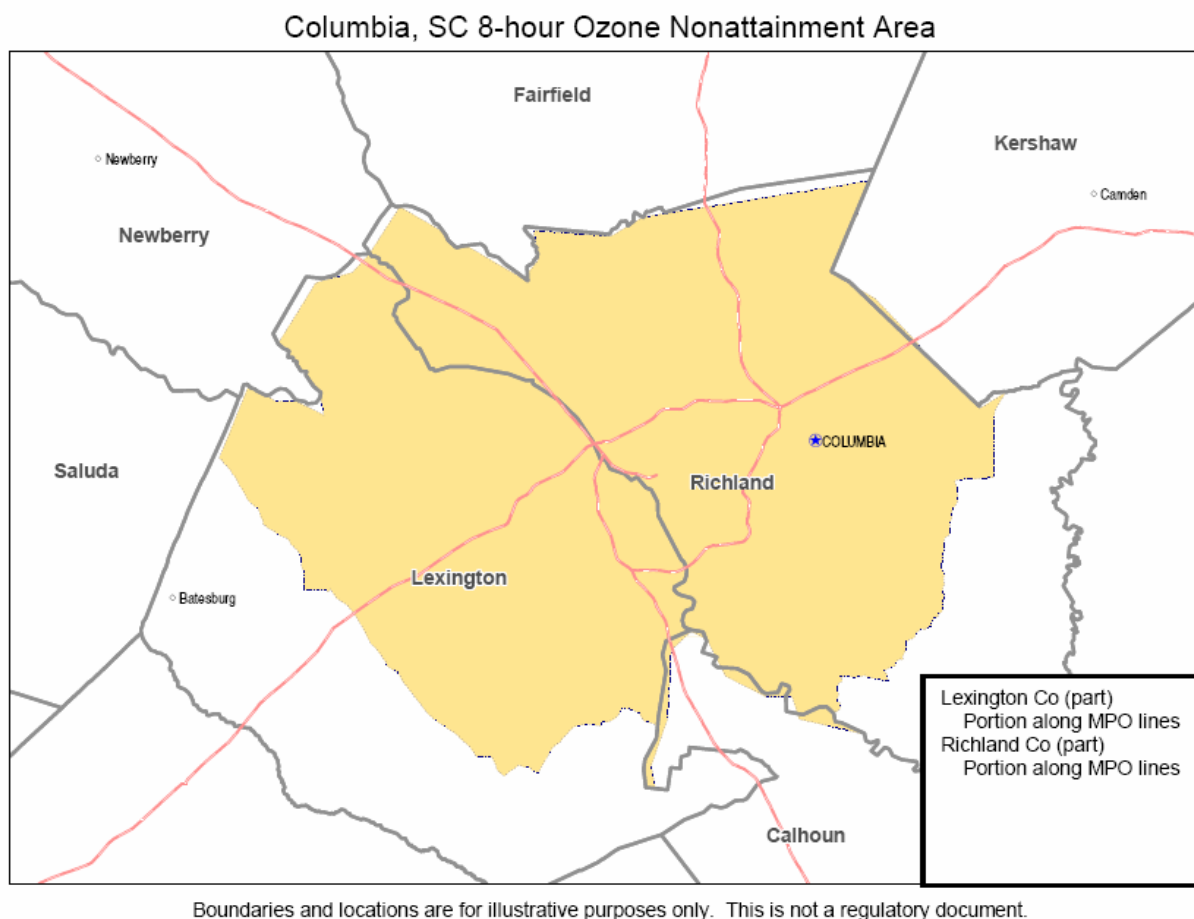 Columbia, SC 8-hour Ozone Nonattainment Area
Fairfield
Kershaw
Newberry
Camden
Newberry
COLUMBIA
Saluda
Richland
Lexington
Batesburg
Lexington Co (part)
Portion along MPO lines
Richland Co (part)
Portion along MPO lines
Calhoun
Boundaries and locations are for illustrative purposes only. This is not a regulatory document.